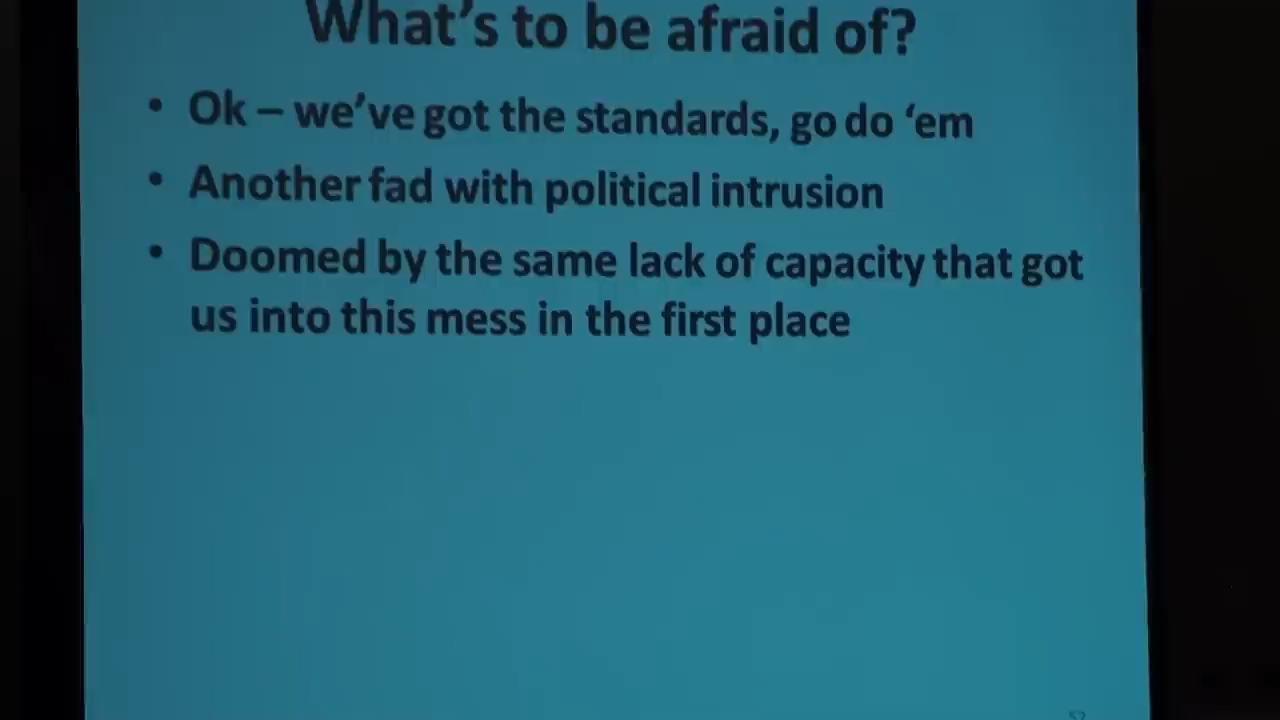 What's to be afraid of?
• Ok – we've got the standards, go do 'em
• Another fad with political intrusion
• Doomed by the same lack of capacity that got
us into this mess in the first place